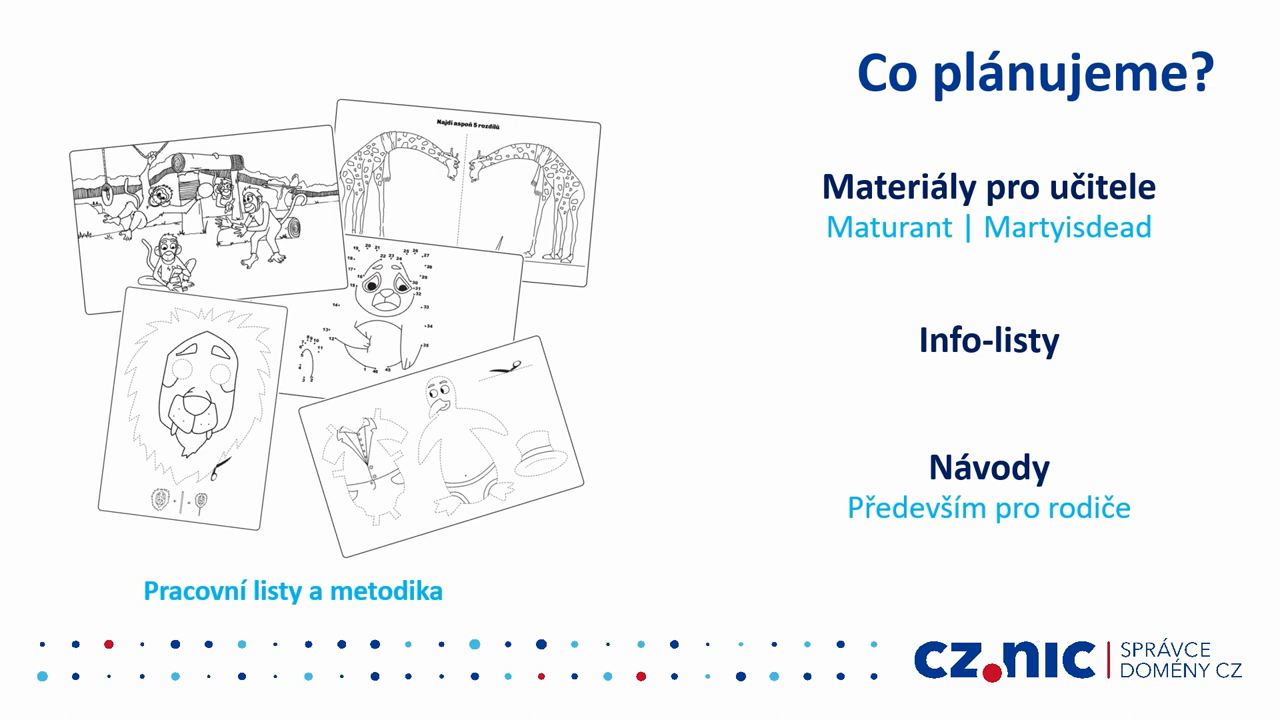 Co plánujeme?
Najdi aspoň 5 rozdílů
Materiály pro učitele
Maturant | Martyisdead
Info-listy
Návody
Především pro rodiče
Pracovní listy a metodika
CZ.NIC | SPRÁVCE
DOMÉNY CZ